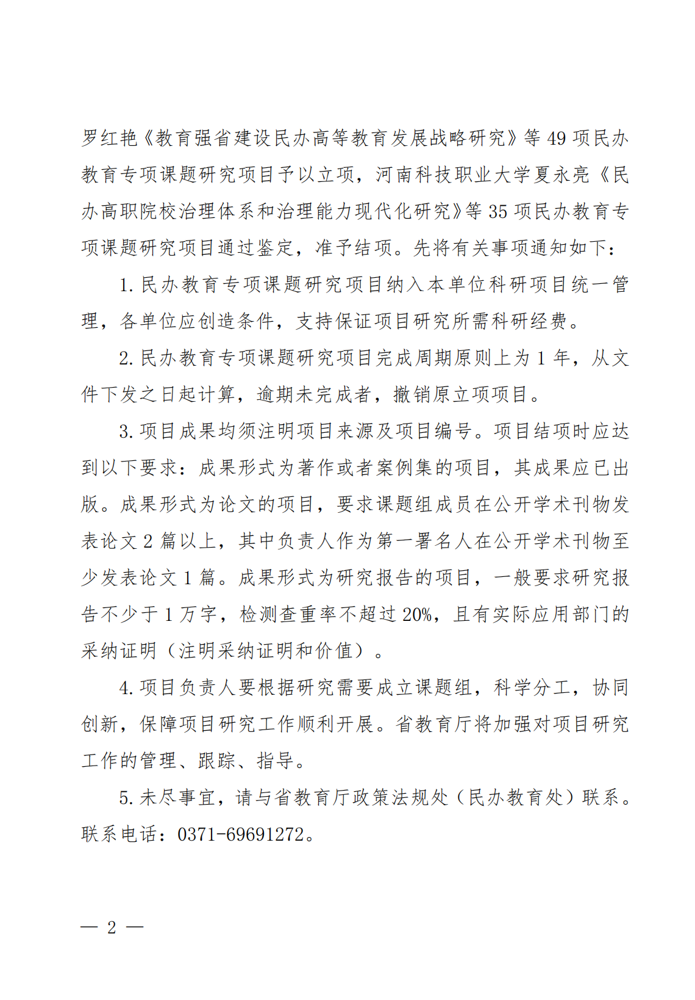 罗红艳《教育强省建设民办高等教育发展战略研究》等 49 项民办
教育专项课题研究项目予以立项，河南科技职业大学夏永亮《民
办高职院校治理体系和治理能力现代化研究》等 35 项民办教育专
项课题研究项目通过鉴定，准予结项。先将有关事项通知如下：
1.民办教育专项课题研究项目纳入本单位科研项目统一管
理，各单位应创造条件，支持保证项目研究所需科研经费。
2.民办教育专项课题研究项目完成周期原则上为 1 年，从文
件下发之日起计算，逾期未完成者，撤销原立项项目。
3.项目成果均须注明项目来源及项目编号。项目结项时应达
到以下要求：成果形式为著作或者案例集的项目，其成果应已出
版。成果形式为论文的项目，要求课题组成员在公开学术刊物发
表论文 2 篇以上，其中负责人作为第一署名人在公开学术刊物至
少发表论文 1 篇。成果形式为研究报告的项目，一般要求研究报
告不少于 1 万字，检测查重率不超过 20%，且有实际应用部门的
采纳证明（注明采纳证明和价值）。
4.项目负责人要根据研究需要成立课题组，科学分工，协同
创新，保障项目研究工作顺利开展。省教育厅将加强对项目研究
工作的管理、跟踪、指导。
5.未尽事宜，请与省教育厅政策法规处（民办教育处）联系。
联系电话：0371-69691272。
— 2 —